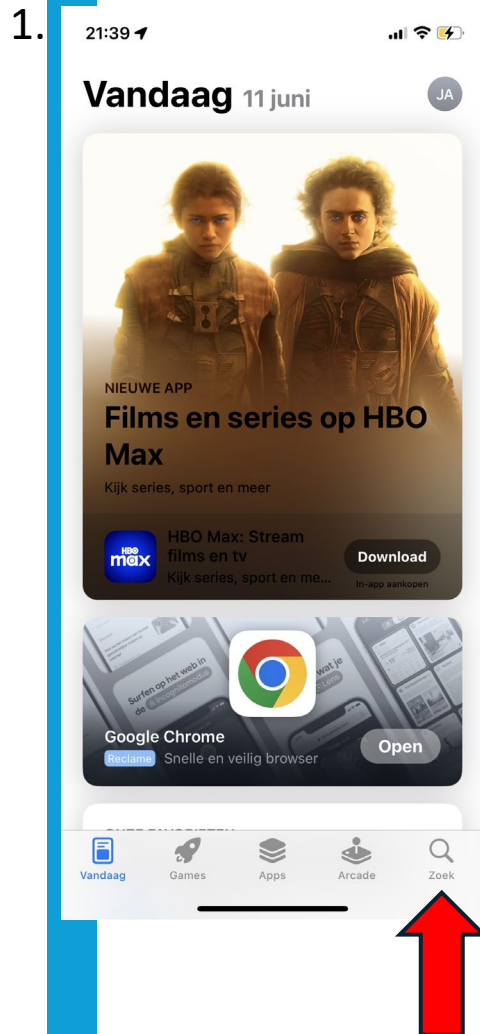 1.
21:39
Vandaag 11 juni
JA
NIEUWE APP
Films en series op HBO
Max
Kijk series, sport en meer
HBO
max
HBO Max: Stream
films en tv
Kijk series, sport en me...
Download
In-app aankopen
Surfen op het web in
de
wat je
Lens
Google Chrome
Reclame Snelle en veilig browser
Open
Vandaag
Games
Apps
Arcade
Zoek